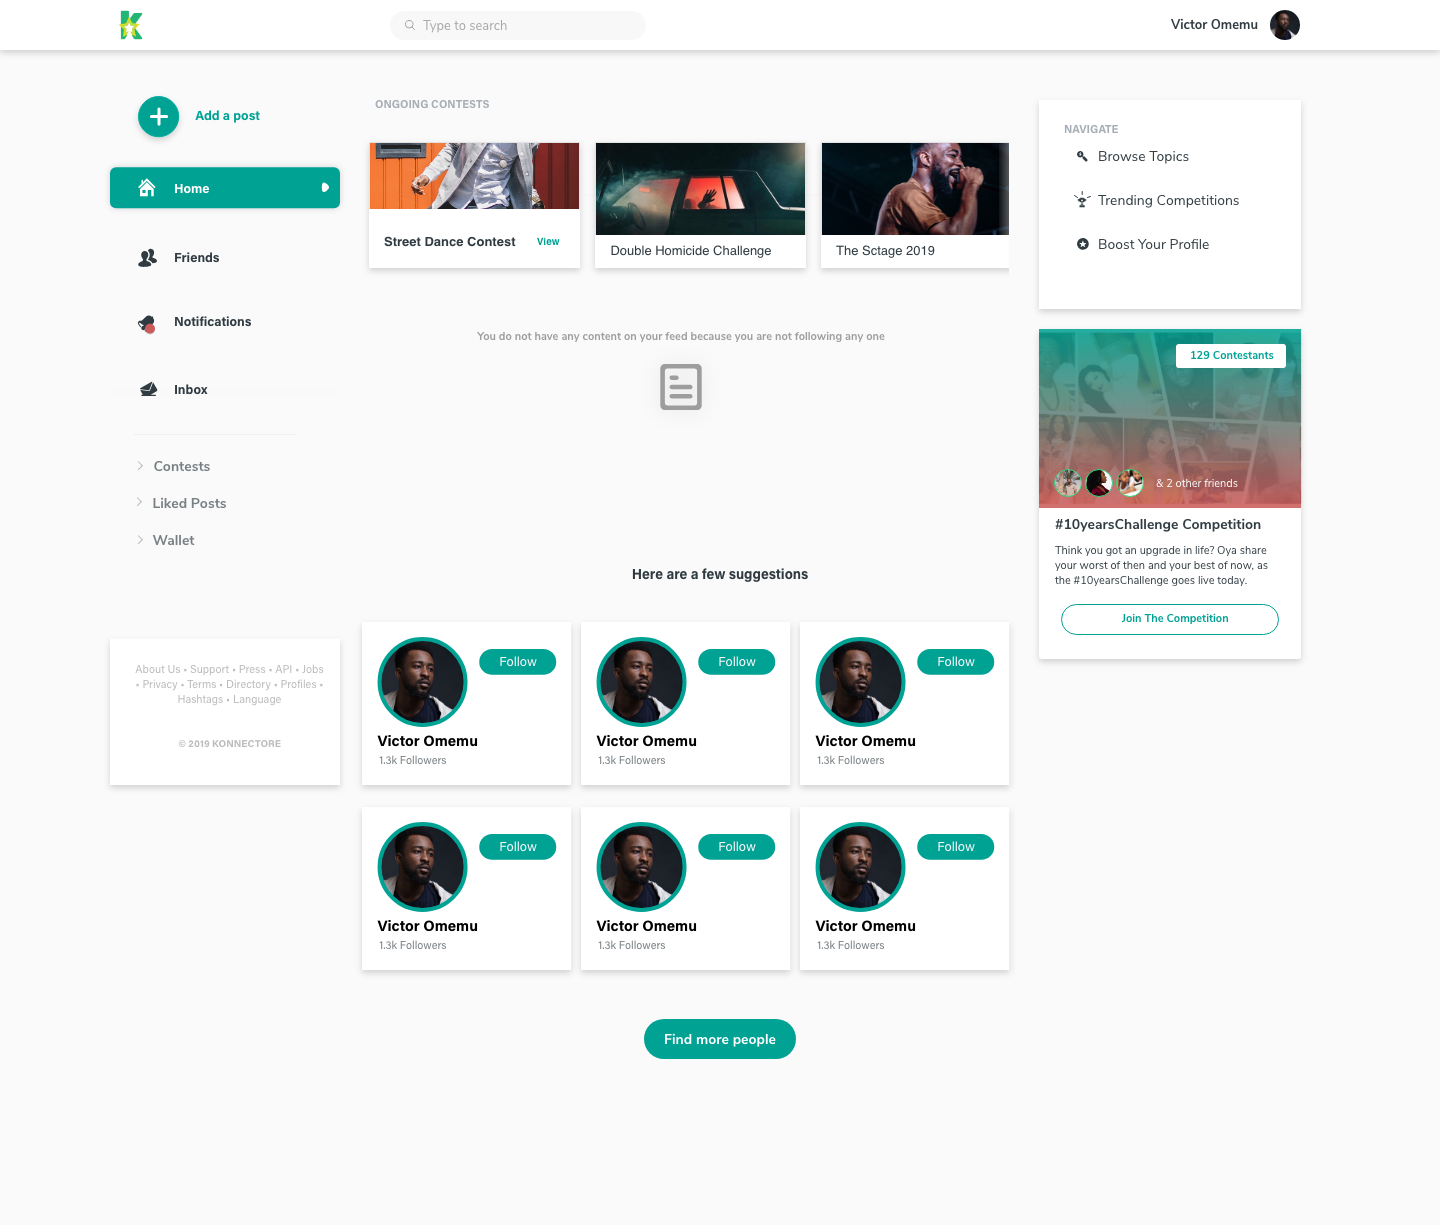 Type to search
Victor Omemu
Add a post
Home
Friends
Notifications
Inbox
Contests
Liked Posts
Wallet
About Us • Support • Press • API • Jobs
• Privacy • Terms • Directory • Profiles •
Hashtags • Language
© 2019 KONNECTORE
ONGOING CONTESTS
Street Dance Contest
View
Double Homicide Challenge
The Sctage 2019
You do not have any content on your feed because you are not following any one
Here are a few suggestions
Follow
Victor Omemu
1.3k Followers
Follow
Victor Omemu
1.3k Followers
Follow
Victor Omemu
1.3k Followers
Follow
Victor Omemu
1.3k Followers
Follow
Victor Omemu
1.3k Followers
Follow
Victor Omemu
1.3k Followers
Find more people
NAVIGATE
Browse Topics
Trending Competitions
Boost Your Profile
129 Contestants
& 2 other friends
#10yearsChallenge Competition
Think you got an upgrade in life? Oya share
your worst of then and your best of now, as
the #10yearsChallenge goes live today.
Join The Competition